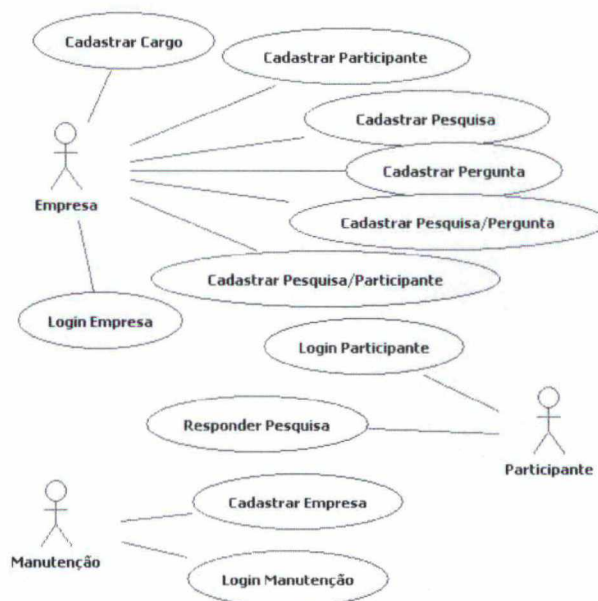 Cadastrar Cargo
Cadastrar Participante
Cadastrar Pesquisa
Cadastrar Pergunta
Empresa
Cadastrar Pesquisa/Pergunta
Cadastrar Pesquisa/Participante
Login Empresa
Login Participante
Responder Pesquisa
Participante
Cadastrar Empresa
Manutenção
Login Manutenção